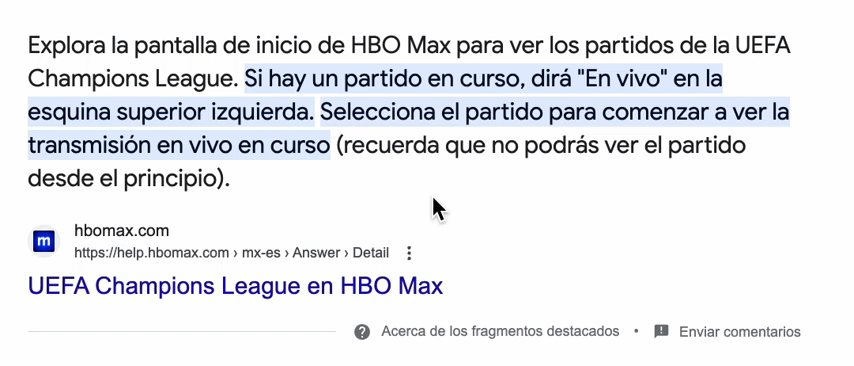 Explora la pantalla de inicio de HBO Max para ver los partidos de la UEFA
Champions League. Si hay un partido en curso, dirá "En vivo" en la
esquina superior izquierda. Selecciona el partido para comenzar a ver la
transmisión en vivo en curso (recuerda que no podrás ver el partido
desde el principio).
m
hbomax.com
https://help.hbomax.com › mx-es › Answer › Detail
UEFA Champions League en HBO Max
Acerca de los fragmentos destacados • Enviar comentarios